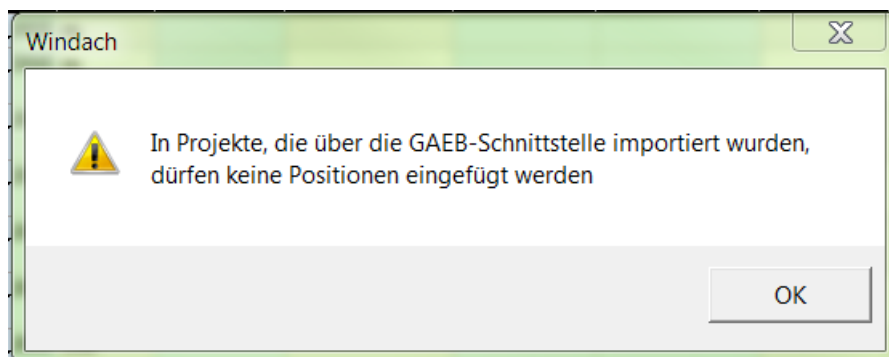 Windach
In Projekte, die über die GAEB-Schnittstelle importiert wurden,
dürfen keine Positionen eingefügt werden
OK